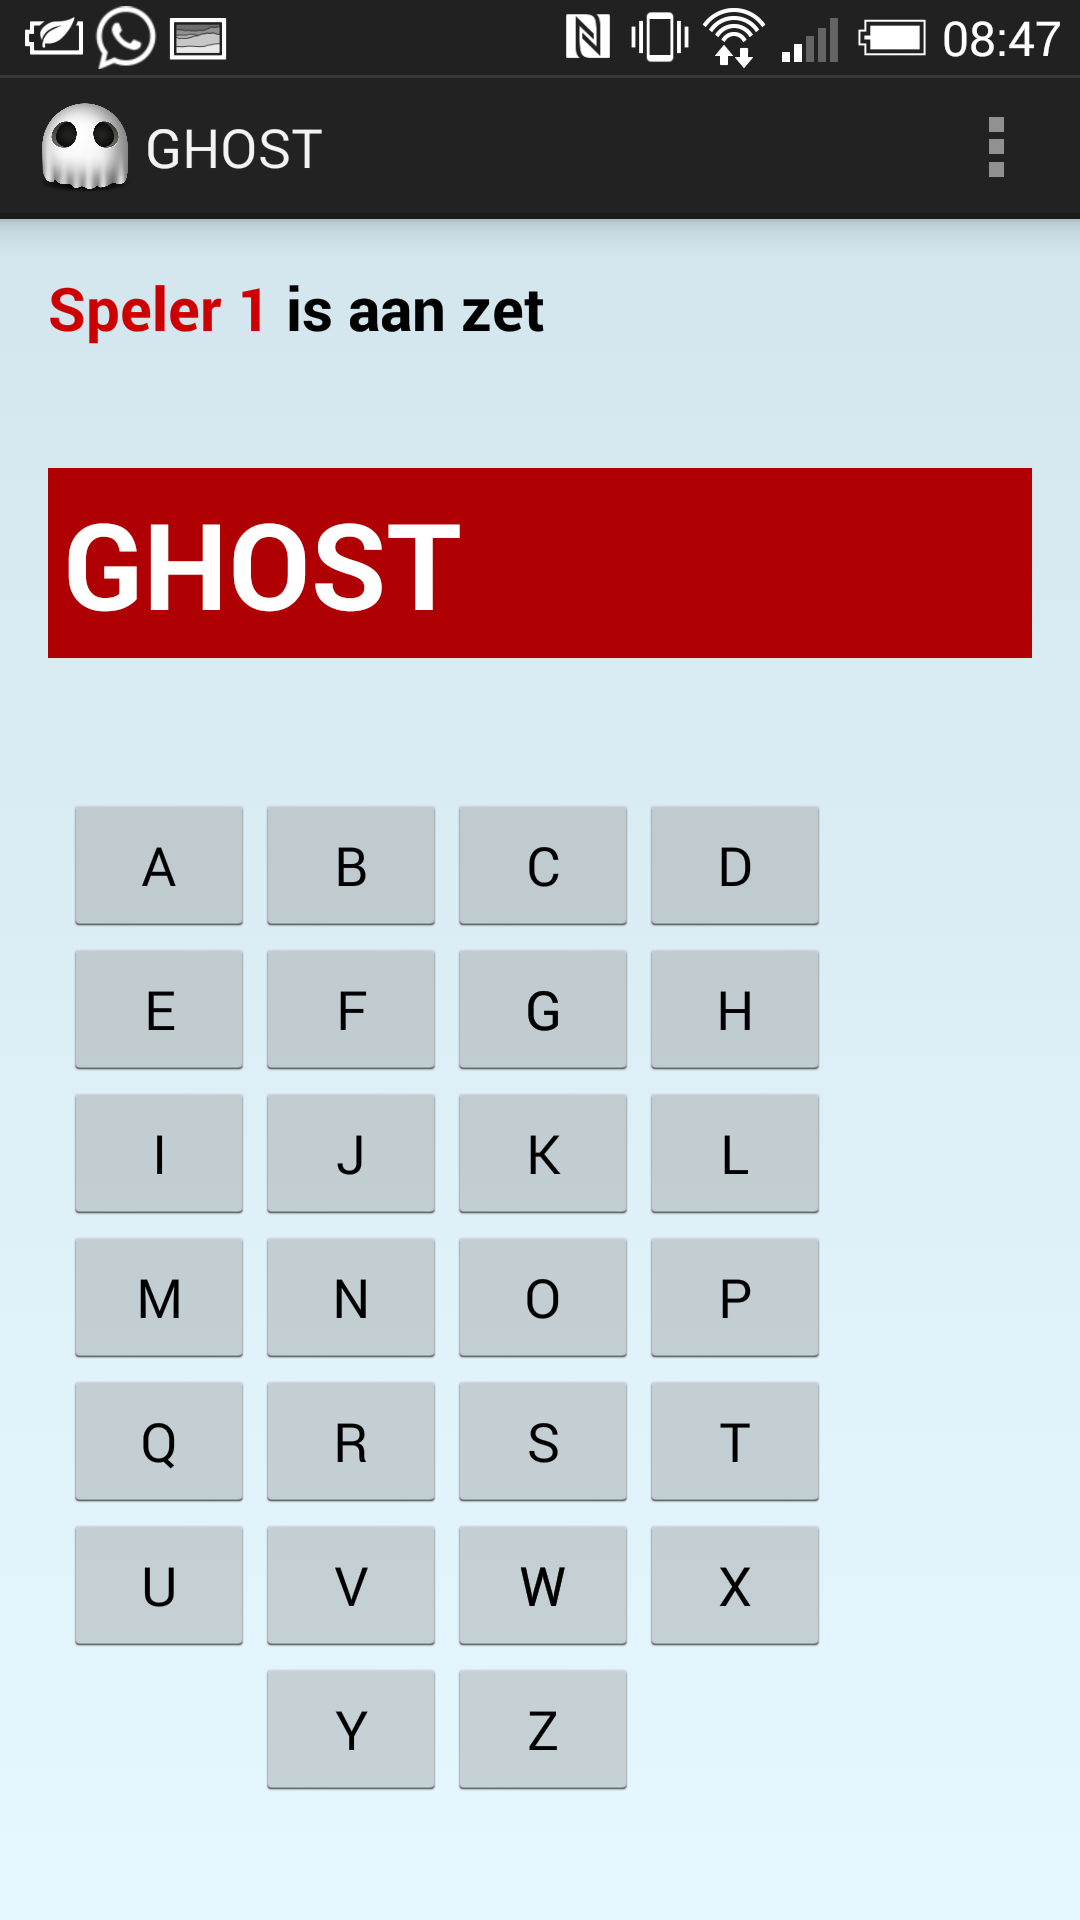 08:47
GHOST
Speler 1 is aan zet
GHOST
A B C D
E F G H
I J K L
M N O P
Q R S T
U V W X
Y Z